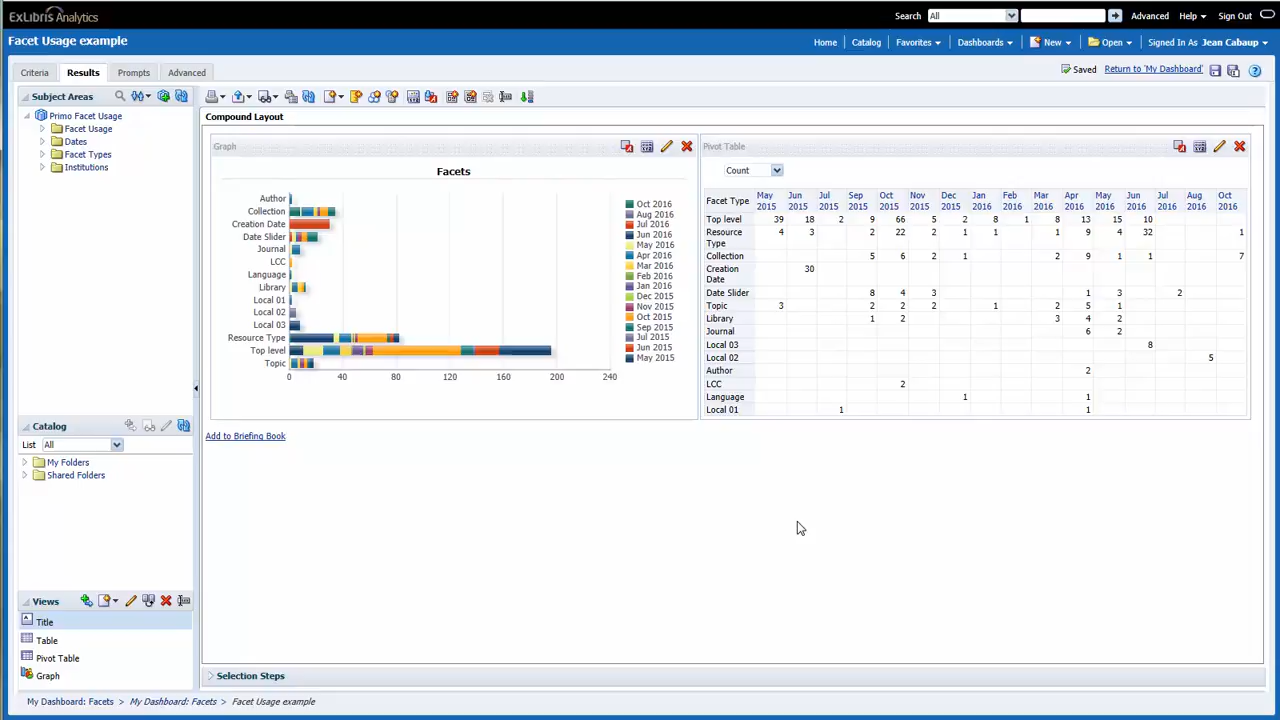 ExLibris Analytics
Search All Advanced Help Sign Out
Facet Usage example
Home Catalog Favorites Dashboards New Open Signed In As Jean Cabaup
Criteria Results Prompts Advanced
Saved Return to 'My Dashboard'
Subject Areas
Primo Facet Usage
Facet Usage
Dates
Facet Types
Institutions
Catalog
List All
My Folders
Shared Folders
Views
Title
Table
Pivot Table
Graph
Compound Layout
Graph
Facets
Author
Collection
Creation Date
Date Slider
Journal
LCC
Language
Library
Local 01
Local 02
Local 03
Resource Type
Top level
Topic
0 40 80 120 160 200 240
Oct 2016
Aug 2016
Jul 2016
Jun 2016
May 2016
Apr 2016
Mar 2016
Feb 2016
Jan 2016
Dec 2015
Nov 2015
Oct 2015
Sep 2015
Jul 2015
Jun 2015
May 2015
Add to Briefing Book
Pivot Table
Count
Facet Type May 2015 Jun 2015 Jul 2015 Sep 2015 Oct 2015 Nov 2015 Dec 2015 Jan 2016 Feb 2016 Mar 2016 Apr 2016 May 2016 Jun 2016 Jul 2016 Aug 2016 Oct 2016
Top level 39 18 2 9 66 5 2 1 8 13 15 10
Resource Type 4 3 2 22 2 1 1 1 9 4 32 1
Collection 5 6 2 1 2 9 1 1 7
Creation Date 30
Date Slider 8 4 3 1 3 2
Topic 3 2 2 2 1 2 5 1
Library 1 2 3 4 2
Journal 6 2
Local 03 8
Local 02 5
Author 2
LCC 2
Language 1 1
Local 01 1 1
Selection Steps
My Dashboard: Facets > My Dashboard: Facets > Facet Usage example